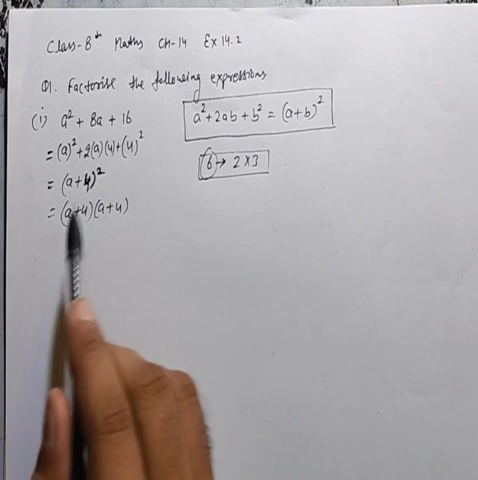 Class-8th Maths CH-14 Ex 14.2
Q1. Factorise the following expressions
(i) a² + 8a + 16
a²+2ab+b² = (a+b)²
= (a)²+2(a)(4)+(4)²
6 → 2×3
= (a+4)²
= (a+4)(a+4)